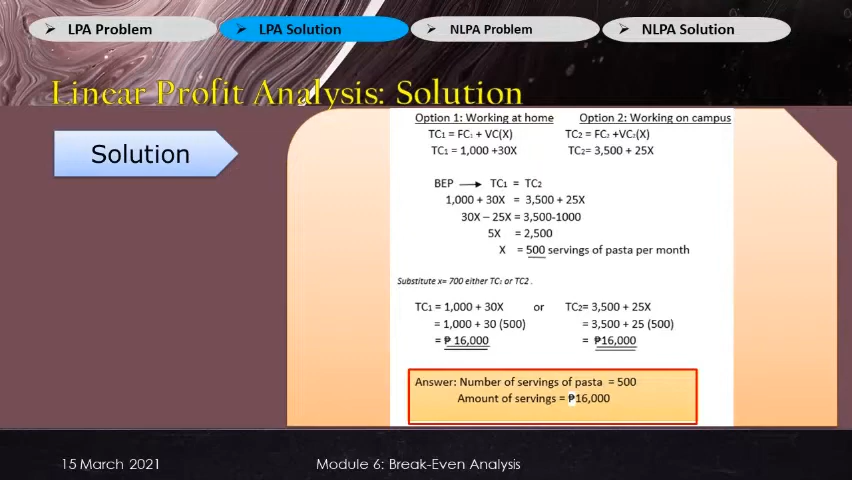 ➢ LPA Problem
➢ LPA Solution
➢ NLPA Problem
➢ NLPA Solution
Linear Profit Analysis: Solution
Solution
Option 1: Working at home Option 2: Working on campus
TC₁ = FC₁ + VC(X) TC₂ = FC₂ +VC₂(X)
TC₁ = 1,000 +30X TC₂= 3,500 + 25X
BEP → TC₁ = TC₂
1,000 + 30X = 3,500 + 25X
30X – 25X = 3,500-1000
5X = 2,500
X = 500 servings of pasta per month
Substitute x= 700 either TC₁ or TC2 .
TC₁ = 1,000 + 30X or TC₂= 3,500 + 25X
= 1,000 + 30 (500) = 3,500 + 25 (500)
= ₱ 16,000 = ₱16,000
Answer: Number of servings of pasta = 500
Amount of servings = ₱16,000
15 March 2021 Module 6: Break-Even Analysis